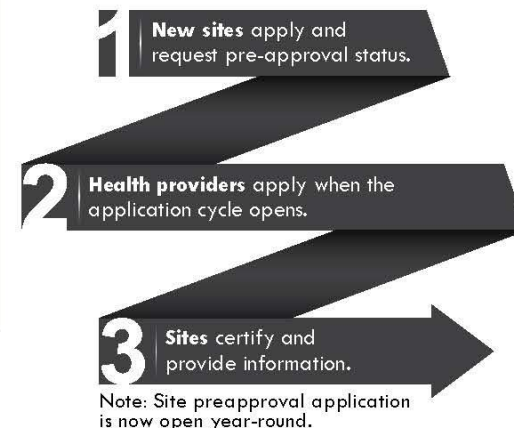 1 New sites apply and
request pre-approval status.
2 Health providers apply when the
application cycle opens.
3 Sites certify and
provide information.
Note: Site preapproval application
is now open year-round.